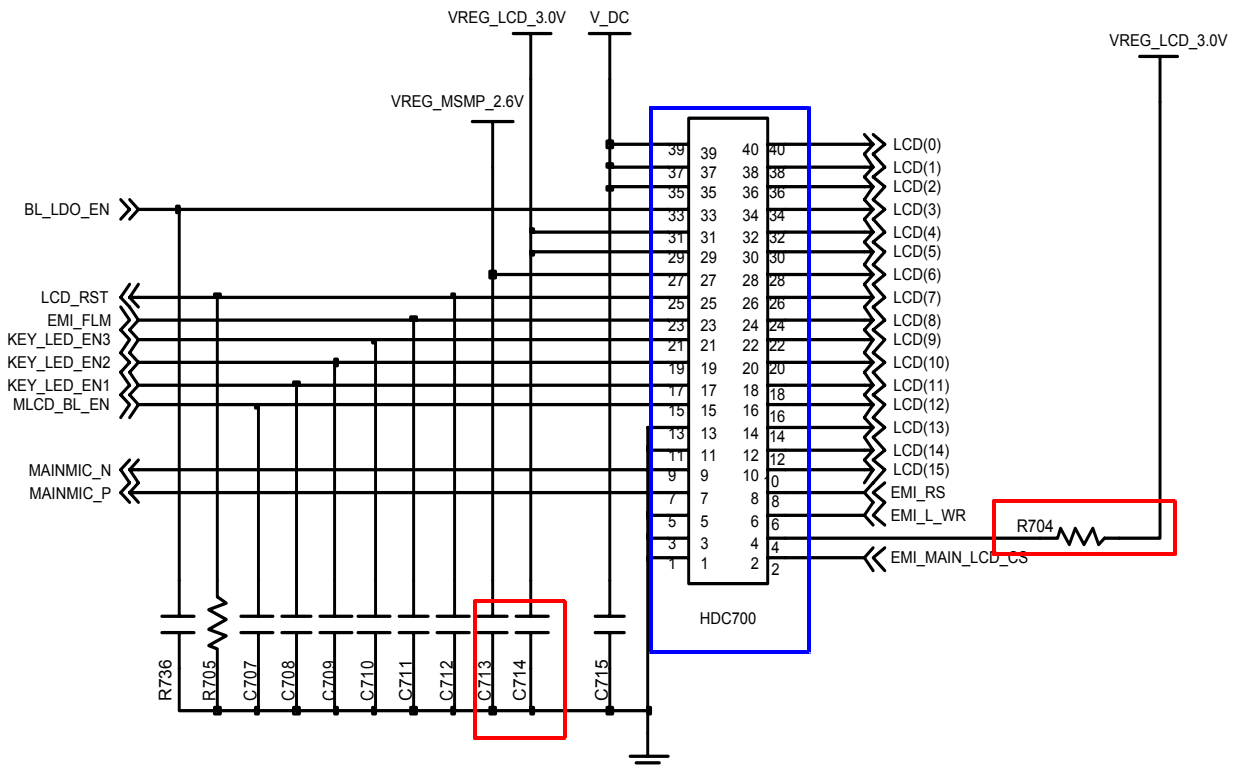 VREG_LCD_3.0V
V_DC
VREG_LCD_3.0V
VREG_MSMP_2.6V
BL_LDO_EN
LCD_RST
EMI_FLM
KEY_LED_EN3
KEY_LED_EN2
KEY_LED_EN1
MLCD_BL_EN
MAINMIC_N
MAINMIC_P
39 39 40 40 LCD(0)
37 37 38 38 LCD(1)
35 35 36 36 LCD(2)
33 33 34 34 LCD(3)
31 31 32 32 LCD(4)
29 29 30 30 LCD(5)
27 27 28 28 LCD(6)
25 25 26 26 LCD(7)
23 23 24 24 LCD(8)
21 21 22 22 LCD(9)
19 19 20 20 LCD(10)
17 17 18 18 LCD(11)
15 15 16 16 LCD(12)
13 13 14 14 LCD(13)
11 11 12 12 LCD(14)
9 9 10 0 LCD(15)
7 7 8 8 EMI_RS
5 5 6 6 EMI_L_WR
3 3 4 4 R704
1 1 2 2 EMI_MAIN_LCD_CS
HDC700
R736
R705
C707
C708
C709
C710
C711
C712
C713
C714
C715